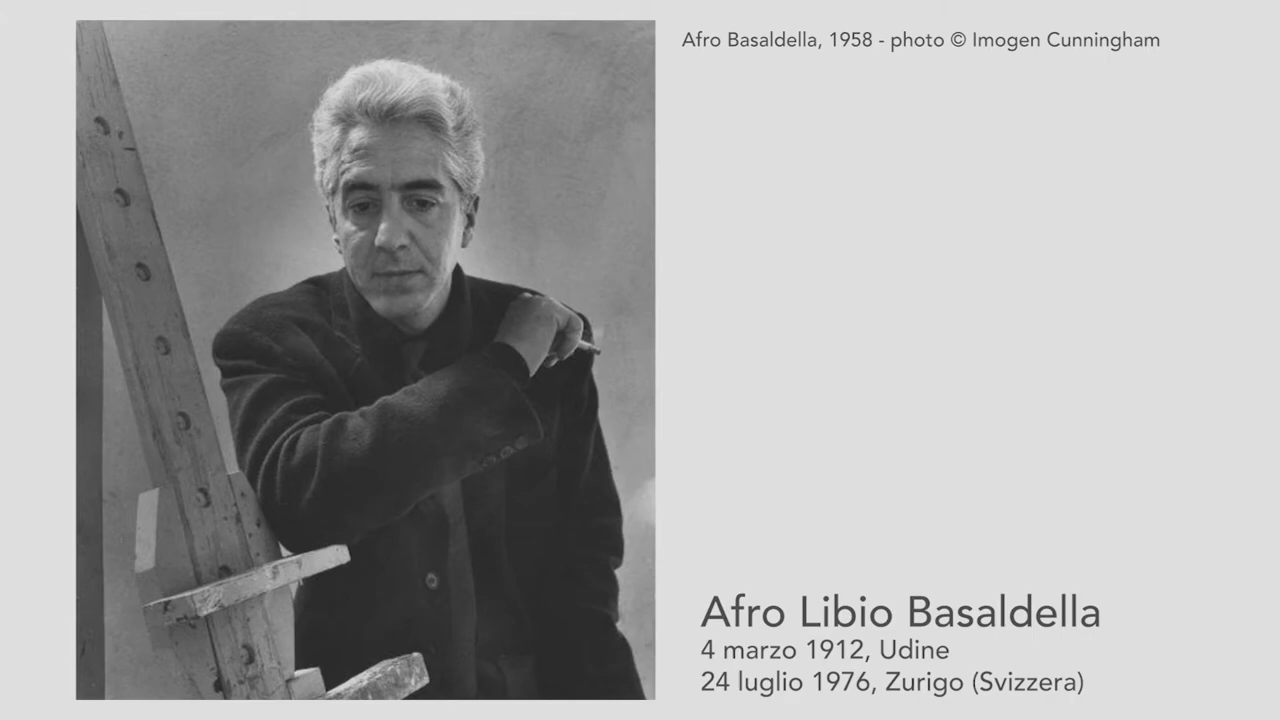 Afro Basaldella, 1958 - photo © Imogen Cunningham
Afro Libio Basaldella
4 marzo 1912, Udine
24 luglio 1976, Zurigo (Svizzera)